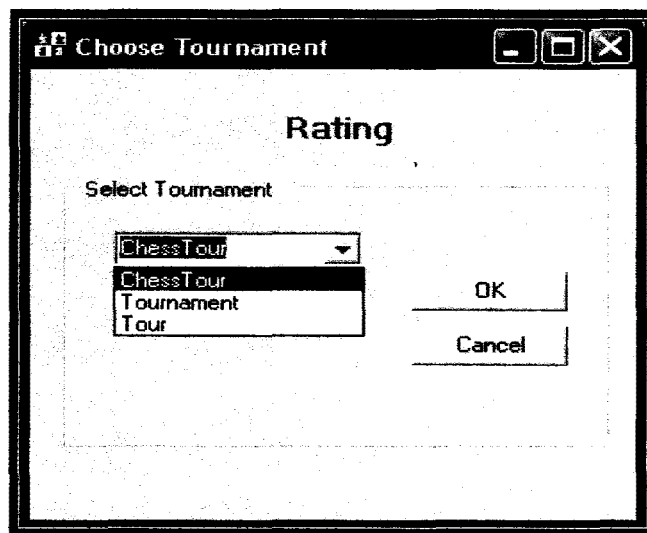 Choose Tournament
Rating
Select Tournament
ChessTour
ChessTour
Tournament
Tour
OK
Cancel